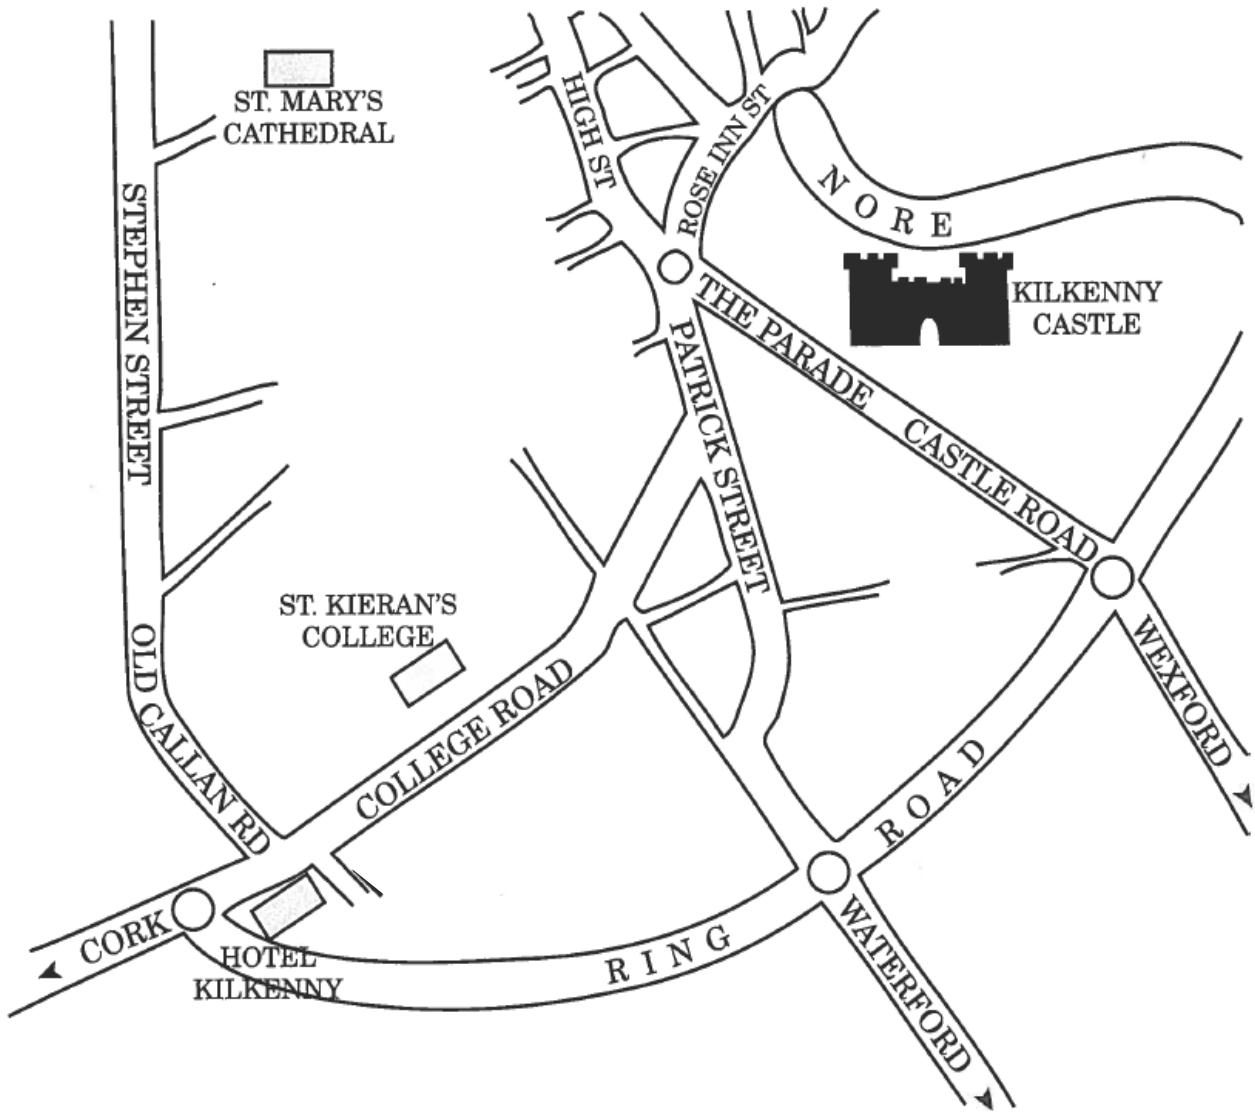 ST. MARY'S
CATHEDRAL
HIGH ST
ROSE INN ST
NORE
STEPHEN STREET
KILKENNY
CASTLE
THE PARADE
PATRICK STREET
CASTLE ROAD
ST. KIERAN'S
COLLEGE
OLD CALLAN RD
COLLEGE ROAD
WEXFORD
RING ROAD
CORK
HOTEL
KILKENNY
WATERFORD